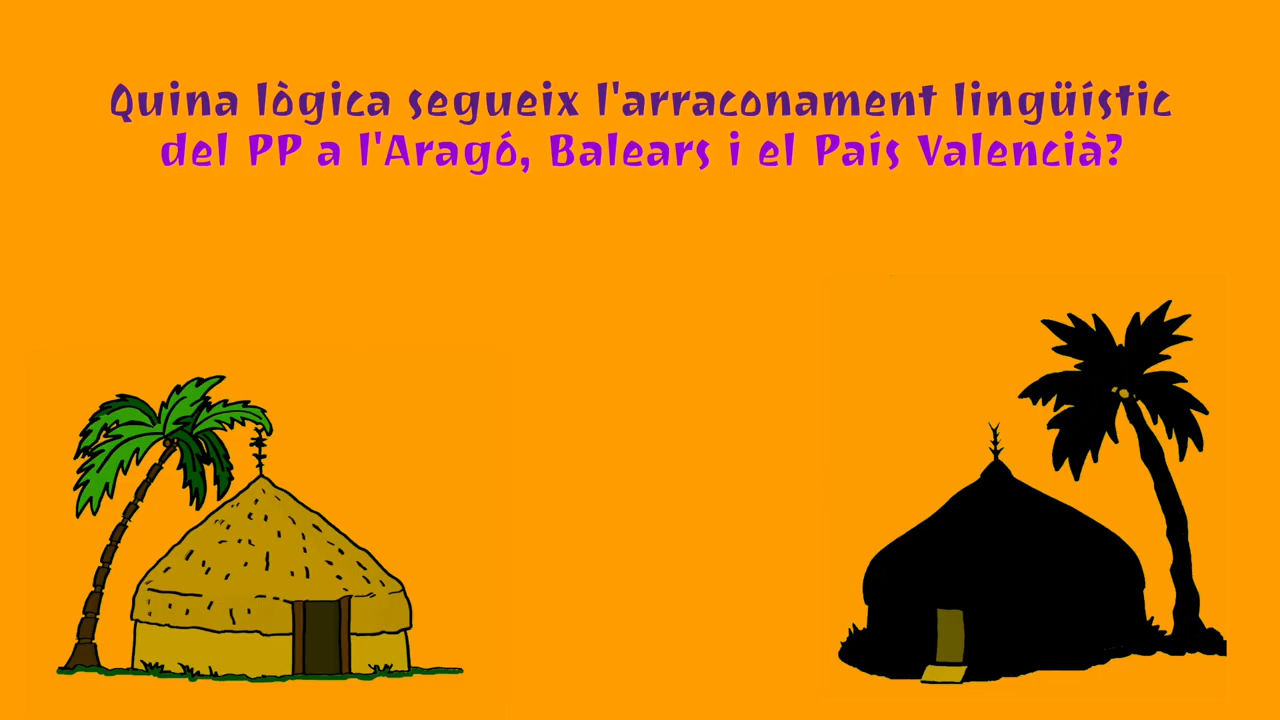 Quina lògica segueix l'arraconament lingüístic
del PP a l'Aragó, Balears i el País Valencià?